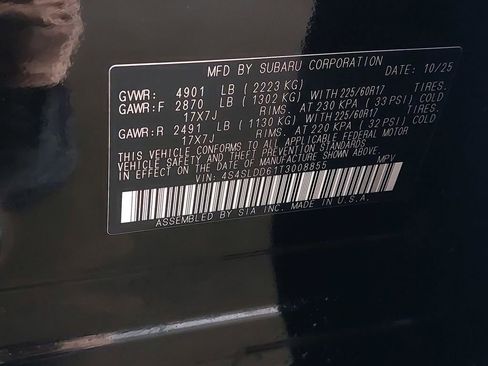 MFD BY SUBARU CORPORATION DATE: 10/25
GVWR: 4901 LB (2223 KG) TIRES.
GAWR:F 2870 LB (1302 KG) WITH 225/60R17
17X7J RIMS. AT 230 KPA (33 PSI) COLD
GAWR:R 2491 LB (1130 KG) WITH 225/60R17 TIRES.
17X7J RIMS. AT 220 KPA (32 PSI) COLD
THIS VEHICLE CONFORMS TO ALL APPLICABLE FEDERAL MOTOR
VEHICLE SAFETY AND THEFT PREVENTION STANDARDS IN
EFFECT ON THE DATE OF MANUFACTURE SHOWN ABOVE.
VIN: 4S4SLDD61T3008855 MPV
ASSEMBLED BY SIA INC. MADE IN U.S.A.